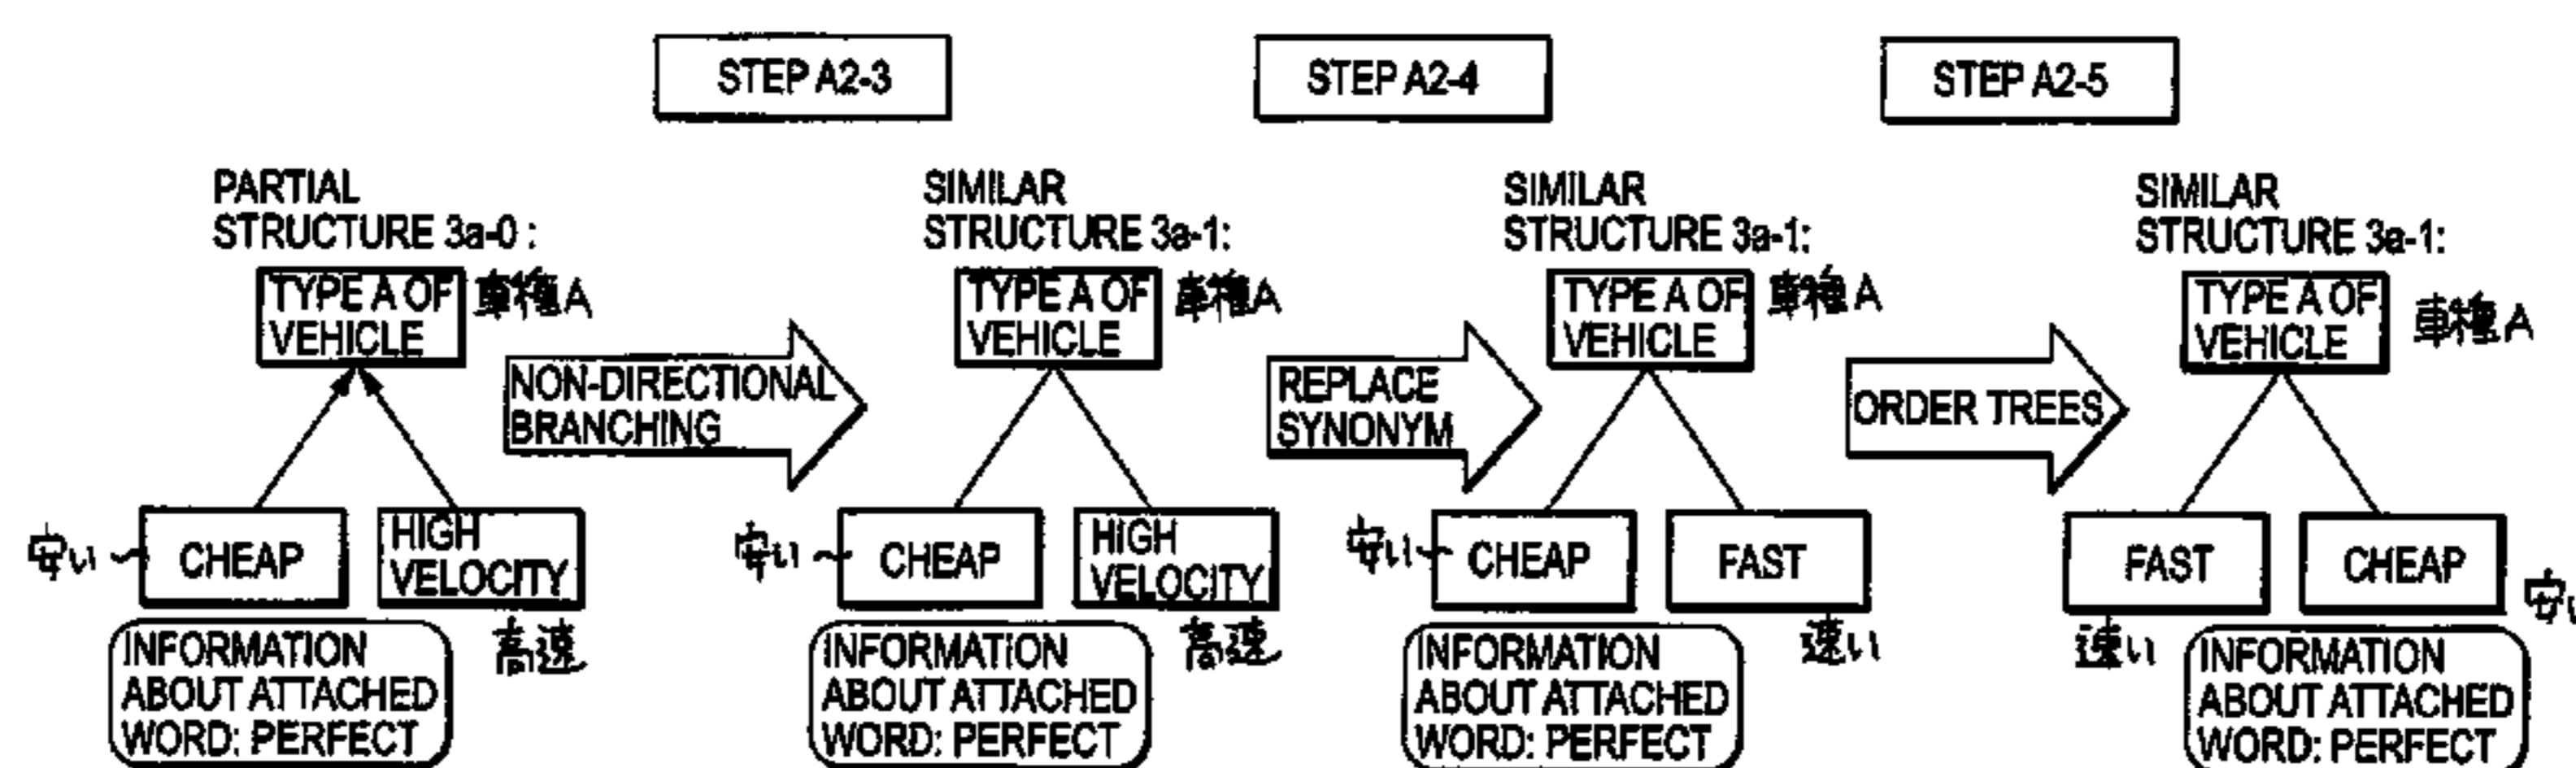 STEP A2-3
STEP A2-4
STEP A2-5
PARTIAL
STRUCTURE 3a-0 :
TYPE A OF
VEHICLE
車種A
CHEAP
安い
HIGH
VELOCITY
高速
INFORMATION
ABOUT ATTACHED
WORD: PERFECT
NON-DIRECTIONAL
BRANCHING
SIMILAR
STRUCTURE 3a-1:
TYPE A OF
VEHICLE
車種A
安い
CHEAP
HIGH
VELOCITY
高速
INFORMATION
ABOUT ATTACHED
WORD: PERFECT
REPLACE
SYNONYM
SIMILAR
STRUCTURE 3a-1:
TYPE A OF
VEHICLE
車種A
安い
CHEAP
FAST
速い
INFORMATION
ABOUT ATTACHED
WORD: PERFECT
ORDER TREES
SIMILAR
STRUCTURE 3a-1:
TYPE A OF
VEHICLE
車種A
FAST
速い
CHEAP
INFORMATION
ABOUT ATTACHED
WORD: PERFECT